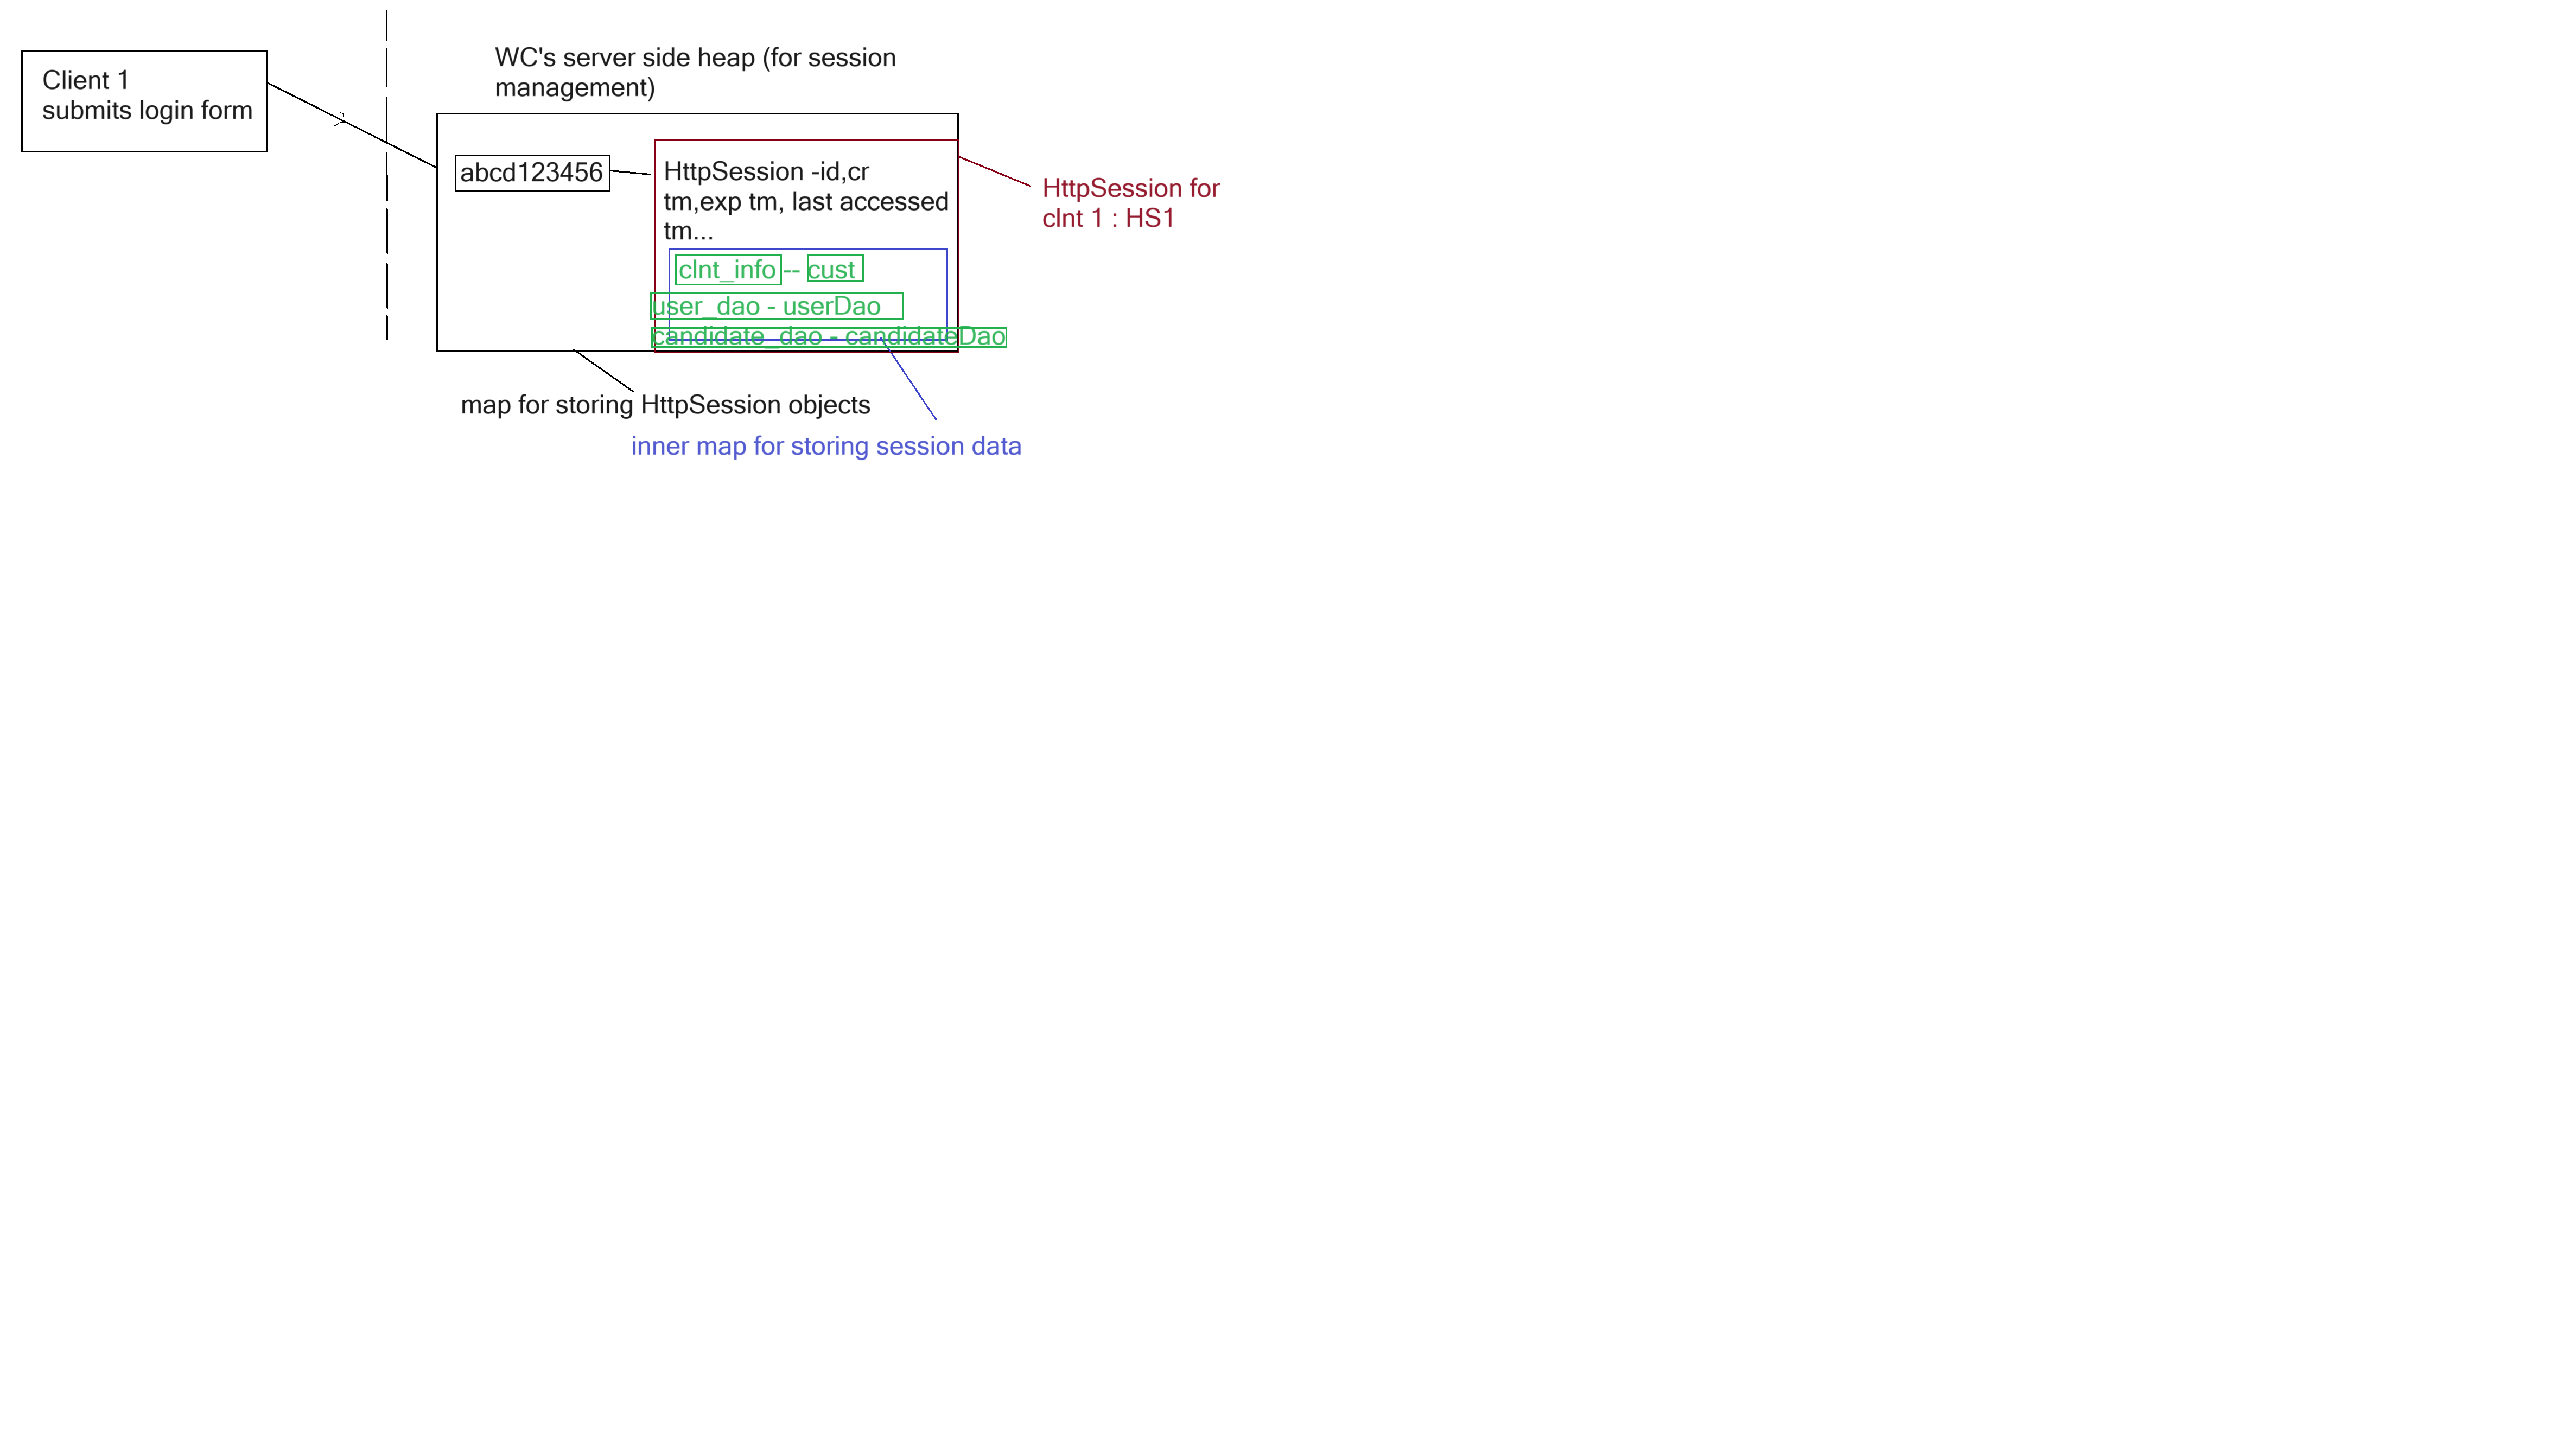 Client 1
submits login form
WC's server side heap (for session
management)
abcd123456
HttpSession -id,cr
tm,exp tm, last accessed
tm...
clnt_info -- cust
user_dao - userDao
candidate_dao - candidateDao
HttpSession for
clnt 1 : HS1
map for storing HttpSession objects
inner map for storing session data